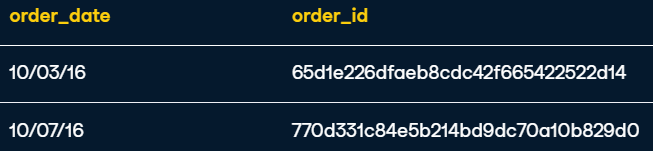 order_date order_id
10/03/16 65d1e226dfaeb8cdc42f665422522d14
10/07/16 770d331c84e5b214bd9dc70a10b829d0